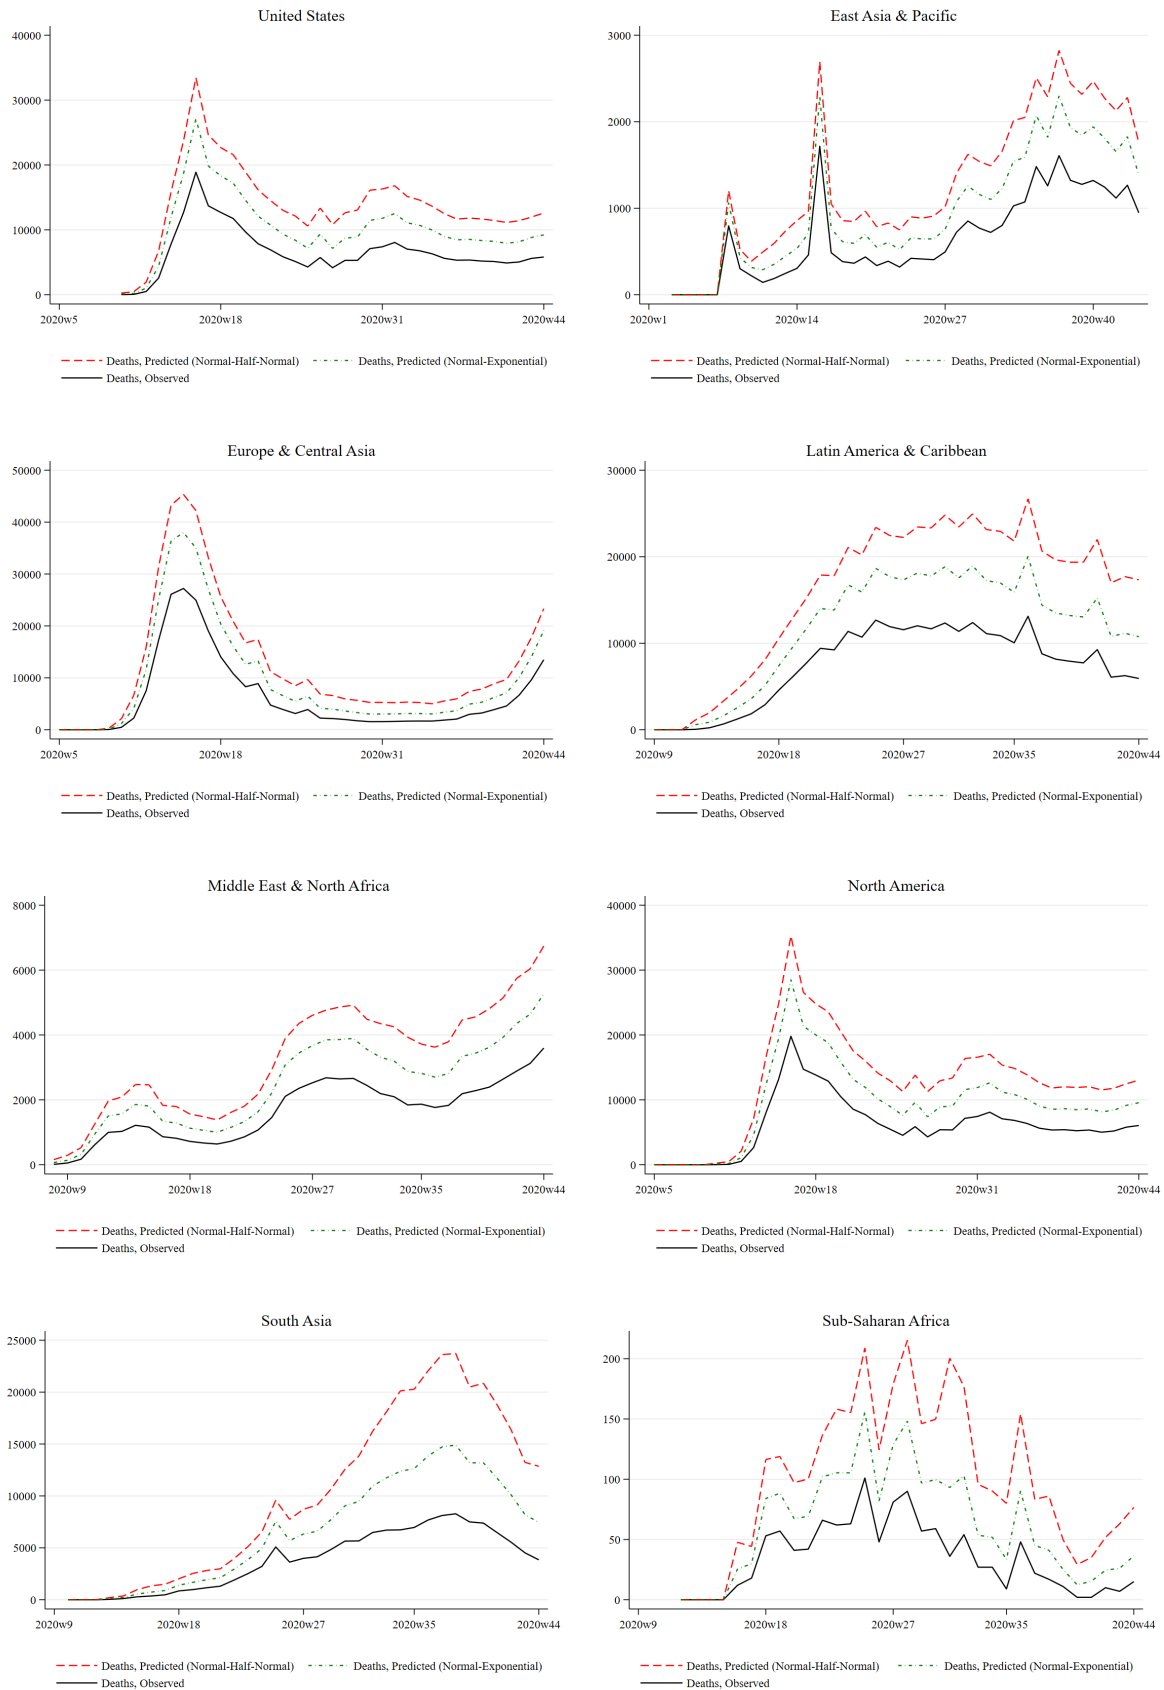 United States
40000
30000
20000
10000
0
2020w5 2020w18 2020w31 2020w44
Deaths, Predicted (Normal-Half-Normal) Deaths, Predicted (Normal-Exponential)
Deaths, Observed
East Asia & Pacific
3000
2000
1000
0
2020w1 2020w14 2020w27 2020w40
Deaths, Predicted (Normal-Half-Normal) Deaths, Predicted (Normal-Exponential)
Deaths, Observed
Europe & Central Asia
50000
40000
30000
20000
10000
0
2020w5 2020w18 2020w31 2020w44
Deaths, Predicted (Normal-Half-Normal) Deaths, Predicted (Normal-Exponential)
Deaths, Observed
Latin America & Caribbean
30000
20000
10000
0
2020w9 2020w18 2020w27 2020w35 2020w44
Deaths, Predicted (Normal-Half-Normal) Deaths, Predicted (Normal-Exponential)
Deaths, Observed
Middle East & North Africa
8000
6000
4000
2000
0
2020w9 2020w18 2020w27 2020w35 2020w44
Deaths, Predicted (Normal-Half-Normal) Deaths, Predicted (Normal-Exponential)
Deaths, Observed
North America
40000
30000
20000
10000
0
2020w5 2020w18 2020w31 2020w44
Deaths, Predicted (Normal-Half-Normal) Deaths, Predicted (Normal-Exponential)
Deaths, Observed
South Asia
25000
20000
15000
10000
5000
0
2020w9 2020w18 2020w27 2020w35 2020w44
Deaths, Predicted (Normal-Half-Normal) Deaths, Predicted (Normal-Exponential)
Deaths, Observed
Sub-Saharan Africa
200
150
100
50
0
2020w9 2020w18 2020w27 2020w35 2020w44
Deaths, Predicted (Normal-Half-Normal) Deaths, Predicted (Normal-Exponential)
Deaths, Observed